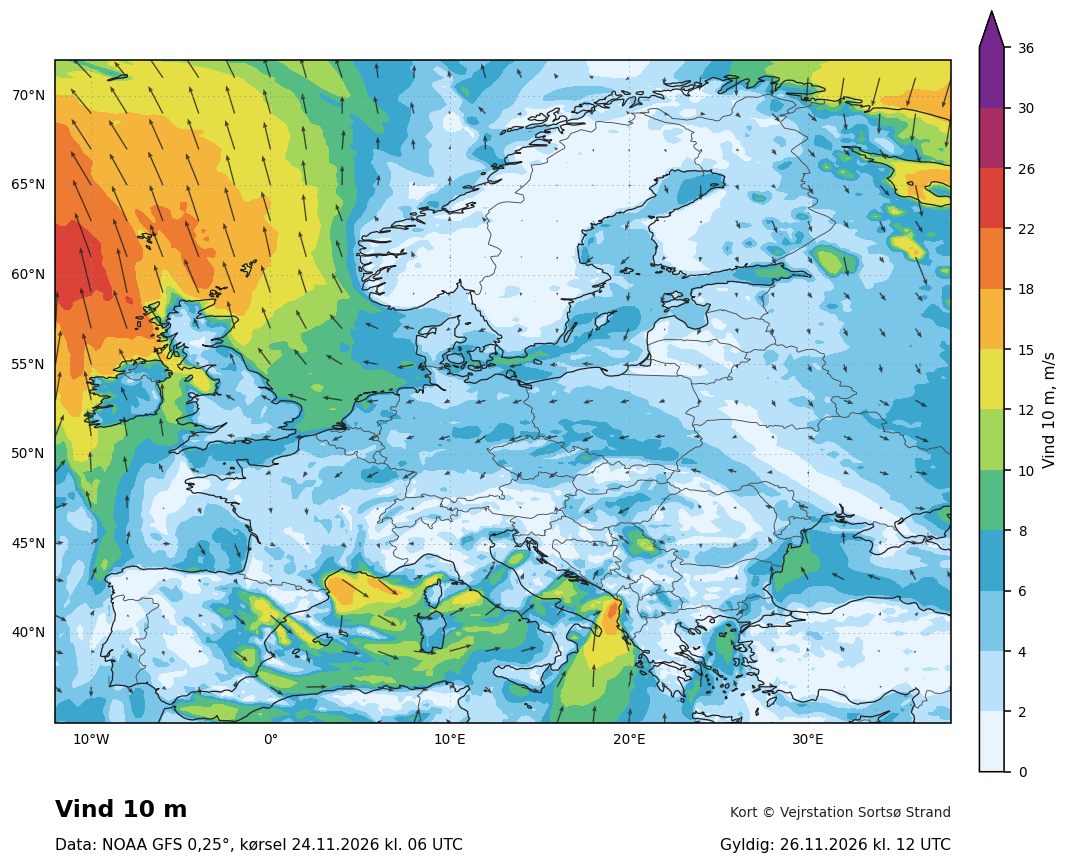 70°N
65°N
60°N
55°N
50°N
45°N
40°N
10°W
0°
10°E
20°E
30°E
36
30
26
22
18
15
12
10
8
6
4
2
0
Vind 10 m, m/s
Vind 10 m
Kort © Vejrstation Sortsø Strand
Data: NOAA GFS 0,25°, kørsel 24.11.2026 kl. 06 UTC
Gyldig: 26.11.2026 kl. 12 UTC